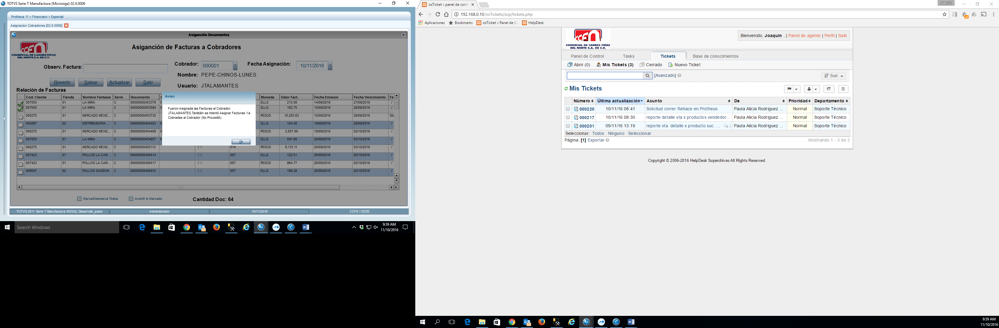 TOTVS Serie T Manufactura (Microsiga) 02.9.0006
Protheus 11 > Financiero > Especial
Asignacion Cobradores [02.9.0006]
Asigancion Documentos
CCFN
COMERCIAL DE CARNES FRÍAS
DEL NORTE S.A. DE C.V.
Asigancion de Facturas a Cobradores
Observ. Factura:
Cobrador: 000001 ?
Fecha Asignación: 10/11/2016 ?
Nombre: PEPE-CHINOS-LUNES
Revertir Salvar Actualizar Salir
Usuario: JTALAMANTES
Relación de Facturas
Cod. Cliente Tienda Nombre Fantasia Serie Documento Moneda Valor Fact. Fecha Emision Fecha Vencimiento Fe
007055 01 LA MIRA C 00000000453379 0 DLLS 215.08 14/09/2016 27/09/2016 /
007055 01 LA MIRA C 00000000453584 0 DLLS 192.75 15/09/2016 28/09/2016 /
000275 01 MERCADO MEXIC... C 00000000453735 PESOS 10,283.63 15/09/2016 28/09/2016 30/
005897 02 DISTRIBUIDORA ... C 00000000454403 0 DLLS 104.50 19/09/2016 28/09/2016 /
000275 01 MERCADO MEXIC... C 00000000454409 0 PESOS 2,657.80 19/09/2016 02/10/2016 /
007055 01 LA MIRA C 00000000454857 0 DLLS 591.90 20/09/2016 03/10/2016 /
000275 01 MERCADO MEXIC... C 00000000455112 / / 014 PESOS 6,115.11 20/09/2016 03/10/2016 /
007423 01 POLLOS LA CAR... C 00000000456414 / / 007 DLLS 122.51 26/09/2016 02/10/2016 /
007423 01 POLLOS LA CAR... C 00000000456417 / / 007 PESOS 864.77 26/09/2016 02/10/2016 /
009507 02 POLLOS SANSON C 00000000456433 / / 007 DLLS 198.28 26/09/2016 02/10/2016 /
Aviso
Fueron Asignada las Facturas al Cobrador:
JTALAMANTES También se Intentó Asignar Facturas Ya
Cobradas al Cobrador (No Procedió).
Ok
Marca/Desmarca Todos Invertir lo Marcado Cantidad Doc: 64
TOTVS 2011 Serie T Manufactura MSSQL Desarrollo_joako Administrador 10/11/2016 CCFN / CEDIS
Search Windows
9:59 AM
11/10/2016
osTicket :: panel de contr
Joaquin
192.168.0.10/osTickets/scp/tickets.php
Aplicaciones Bookmarks osTicket :: Panel de Co HelpDesk
off
CCFN
COMERCIAL DE CARNES FRÍAS
DEL NORTE S.A. DE C.V.
Bienvenido, Joaquin . | Panel de agente | Perfil | Salir
Panel de Control Tasks Tickets Base de conocimientos
Abrir (0) Mis Tickets (3) Cerrado Nuevo Ticket
[Avanzado] Sort
Mis Tickets
Número Última actualización Asunto De Prioridad Departamento
000220 10/11/16 08:41 Solicitud correr Rehace en Protheus Paula Alicia Rodriguez ... Normal Soporte Técnico
000217 10/11/16 08:30 reporte detalle vta x productos vendedor... Paula Alicia Rodriguez ... Normal Soporte Técnico
000201 09/11/16 13:19 reporte vta. detalle x producto suc. ... 2 Paula Alicia Rodriguez ... Normal Soporte Técnico
Seleccionar: Todos Ninguno Seleccionar
Página: [1] Exportar
Mostrando 1 - 3 de 3
Copyright © 2006-2016 HelpDesk Superchivas All Rights Reserved.
9:59 AM
11/10/2016